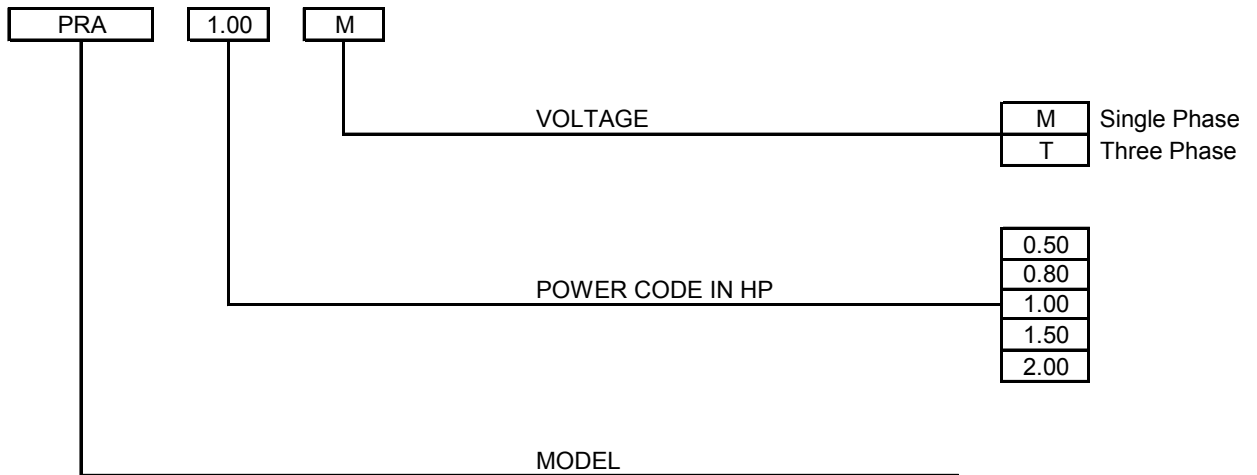 PRA 1.00 M
VOLTAGE M Single Phase
T Three Phase
0.50
0.80
POWER CODE IN HP 1.00
1.50
2.00
MODEL